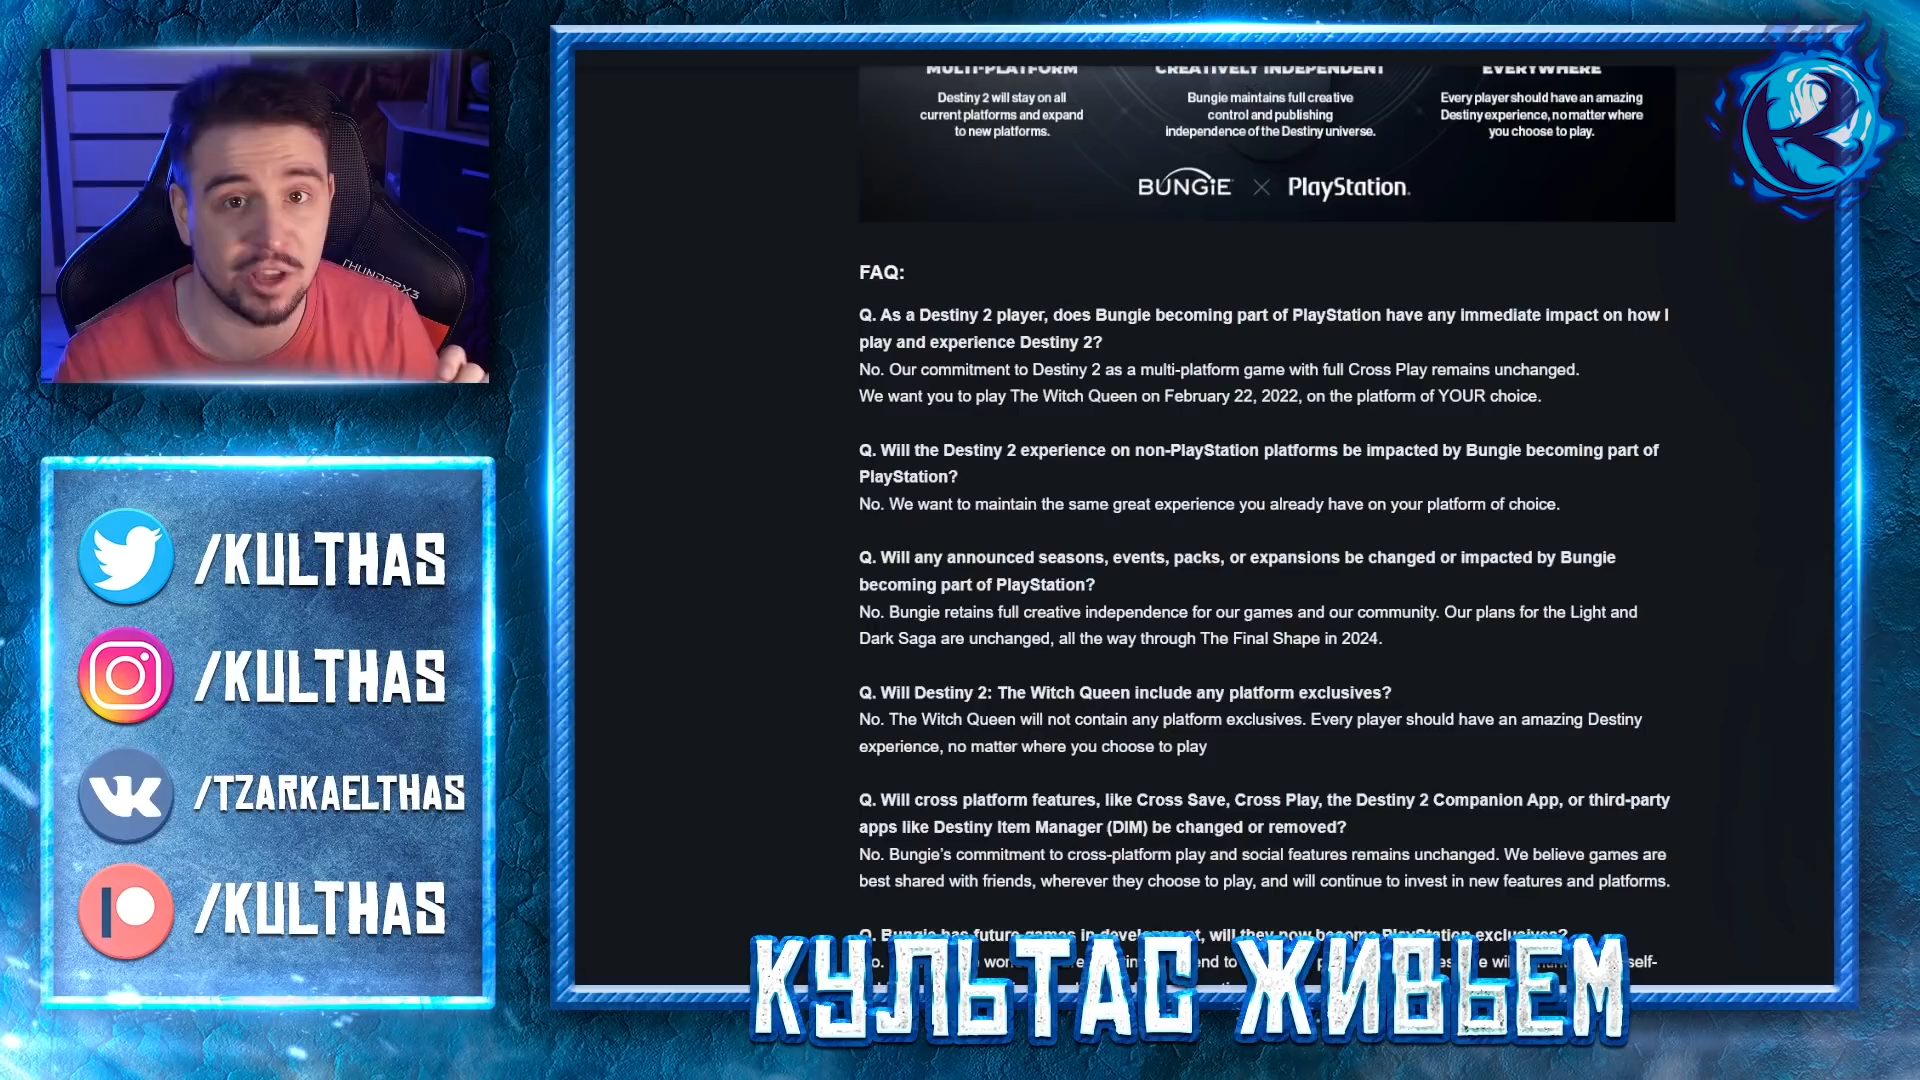 THUNDERX3
/KULTHAS
/KULTHAS
/TZARKAELTHAS
/KULTHAS
MULTI-PLATFORM
Destiny 2 will stay on all
current platforms and expand
to new platforms.
CREATIVELY INDEPENDENT
Bungie maintains full creative
control and publishing
independence of the Destiny universe.
EVERYWHERE
Every player should have an amazing
Destiny experience, no matter where
you choose to play.
BUNGiE × PlayStation.
FAQ:
Q. As a Destiny 2 player, does Bungie becoming part of PlayStation have any immediate impact on how I
play and experience Destiny 2?
No. Our commitment to Destiny 2 as a multi-platform game with full Cross Play remains unchanged.
We want you to play The Witch Queen on February 22, 2022, on the platform of YOUR choice.
Q. Will the Destiny 2 experience on non-PlayStation platforms be impacted by Bungie becoming part of
PlayStation?
No. We want to maintain the same great experience you already have on your platform of choice.
Q. Will any announced seasons, events, packs, or expansions be changed or impacted by Bungie
becoming part of PlayStation?
No. Bungie retains full creative independence for our games and our community. Our plans for the Light and
Dark Saga are unchanged, all the way through The Final Shape in 2024.
Q. Will Destiny 2: The Witch Queen include any platform exclusives?
No. The Witch Queen will not contain any platform exclusives. Every player should have an amazing Destiny
experience, no matter where you choose to play
Q. Will cross platform features, like Cross Save, Cross Play, the Destiny 2 Companion App, or third-party
apps like Destiny Item Manager (DIM) be changed or removed?
No. Bungie's commitment to cross-platform play and social features remains unchanged. We believe games are
best shared with friends, wherever they choose to play, and will continue to invest in new features and platforms.
Q. Bungie has future games in development, will they now become PlayStation exclusives?
self-
КУЛЬТАС ЖИВЬЕМ